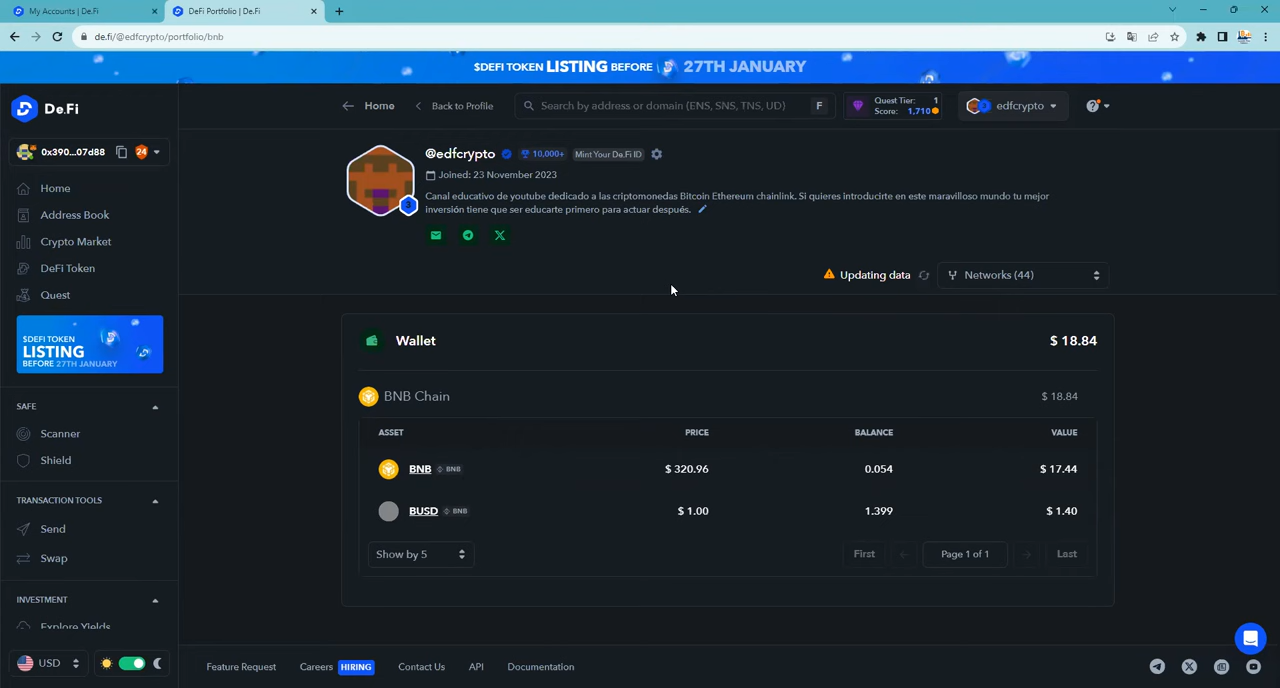 My Accounts | De.Fi
DeFi Portfolio | De.Fi
de.fi/@edfcrypto/portfolio/bnb
$DEFI TOKEN LISTING BEFORE 27TH JANUARY
De.Fi
Home
Back to Profile
Search by address or domain (ENS, SNS, TNS, UD)
F
Quest Tier: 1
Score: 1,710
edfcrypto
0x390...07d88
24
Home
Address Book
Crypto Market
DeFi Token
Quest
$DEFI TOKEN
LISTING
BEFORE 27TH JANUARY
SAFE
Scanner
Shield
TRANSACTION TOOLS
Send
Swap
INVESTMENT
Explore Yields
USD
@edfcrypto
10,000+
Mint Your De.Fi ID
Joined: 23 November 2023
3
Canal educativo de youtube dedicado a las criptomonedas Bitcoin Ethereum chainlink. Si quieres introducirte en este maravilloso mundo tu mejor
inversión tiene que ser educarte primero para actuar después.
Updating data
Networks (44)
Wallet
$ 18.84
BNB Chain
$ 18.84
ASSET PRICE BALANCE VALUE
BNB BNB $ 320.96 0.054 $ 17.44
BUSD BNB $ 1.00 1.399 $ 1.40
Show by 5
First
Page 1 of 1
Last
Feature Request
Careers HIRING
Contact Us
API
Documentation